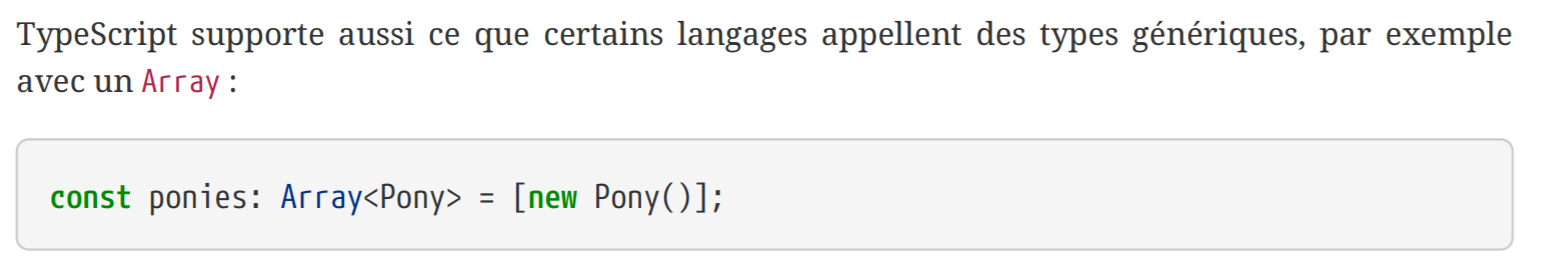 TypeScript supporte aussi ce que certains langages appellent des types génériques, par exemple
avec un Array :
const ponies: Array<Pony> = [new Pony()];